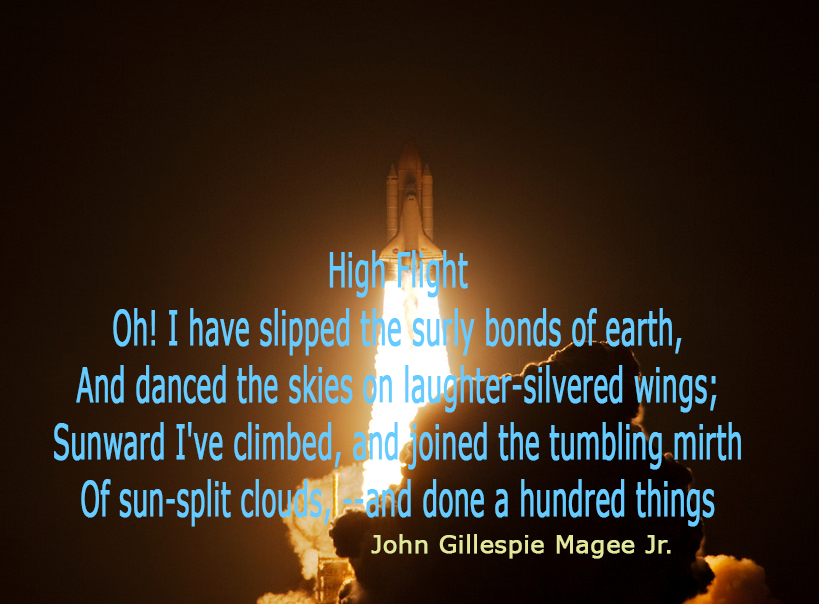 High Flight
Oh! I have slipped the surly bonds of earth,
And danced the skies on laughter-silvered wings;
Sunward I've climbed, and joined the tumbling mirth
Of sun-split clouds, --and done a hundred things
John Gillespie Magee Jr.